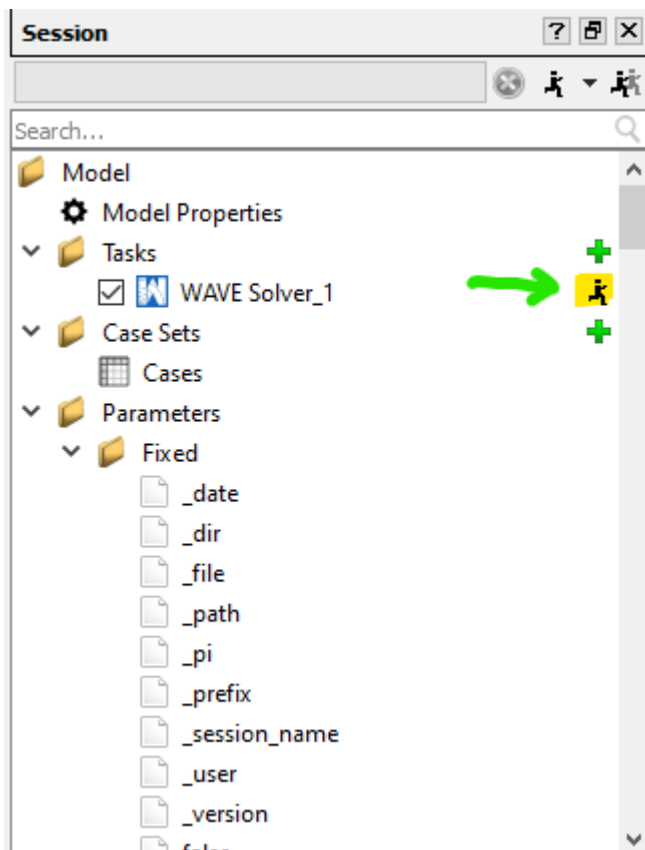 Session
Search...
Model
Model Properties
Tasks
WAVE Solver_1
Case Sets
Cases
Parameters
Fixed
_date
_dir
_file
_path
_pi
_prefix
_session_name
_user
_version